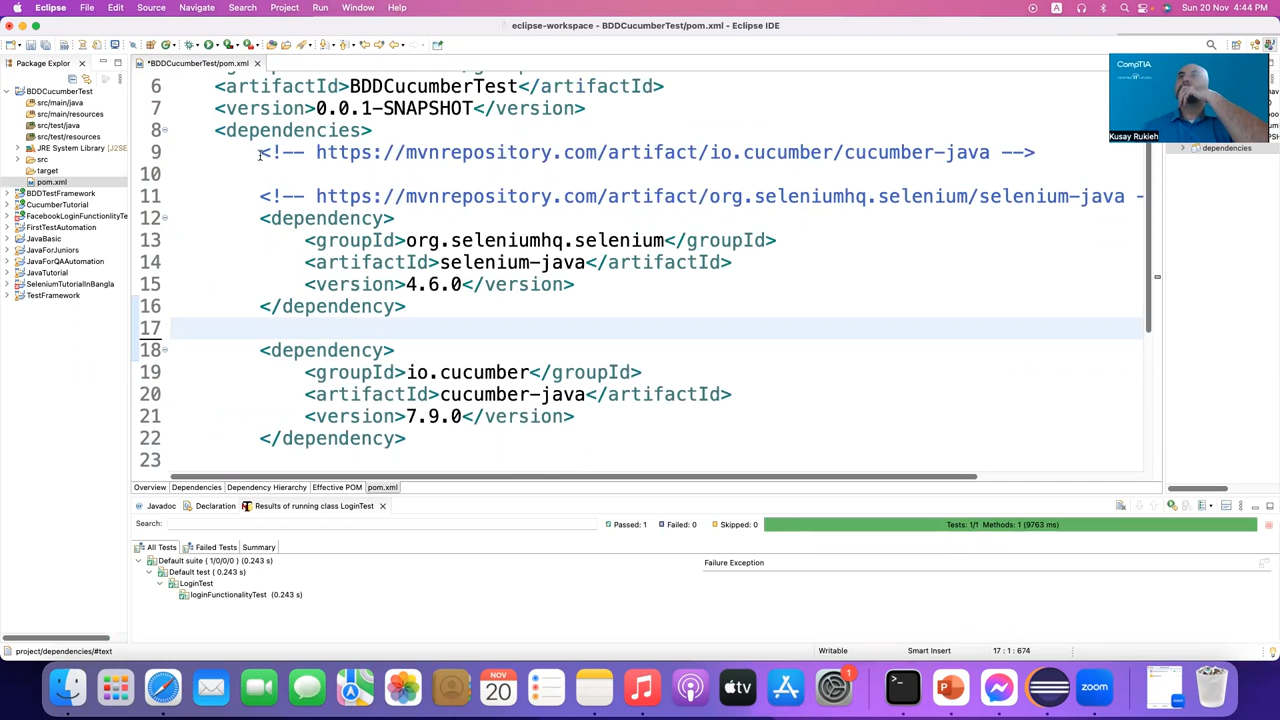 Eclipse File Edit Source Navigate Search Project Run Window Help
Sun 20 Nov 4:44 PM
eclipse-workspace - BDDCucumberTest/pom.xml - Eclipse IDE
Package Explor
*BDDCucumberTest/pom.xml
BDDCucumberTest
src/main/java
src/main/resources
src/test/java
src/test/resources
JRE System Library [J2SE
src
target
pom.xml
BDDTestFramework
CucumberTutorial
FacebookLoginFunctionlityTe
FirstTestAutomation
JavaBasic
JavaForJuniors
JavaForQAAutomation
JavaTutorial
SeleniumTutorialInBangla
TestFramework
6 <artifactId>BDDCucumberTest</artifactId>
7 <version>0.0.1-SNAPSHOT</version>
8 <dependencies>
9 <!-- https://mvnrepository.com/artifact/io.cucumber/cucumber-java -->
10
11 <!-- https://mvnrepository.com/artifact/org.seleniumhq.selenium/selenium-java -
12 <dependency>
13 <groupId>org.seleniumhq.selenium</groupId>
14 <artifactId>selenium-java</artifactId>
15 <version>4.6.0</version>
16 </dependency>
17
18 <dependency>
19 <groupId>io.cucumber</groupId>
20 <artifactId>cucumber-java</artifactId>
21 <version>7.9.0</version>
22 </dependency>
23
CompTIA
Kusay Rukieh
dependencies
Overview Dependencies Dependency Hierarchy Effective POM pom.xml
Javadoc Declaration Results of running class LoginTest
Search:
Passed: 1 Failed: 0 Skipped: 0
Tests: 1/1 Methods: 1 (9763 ms)
All Tests Failed Tests Summary
Default suite ( 1/0/0/0 ) (0.243 s)
Default test ( 0.243 s)
LoginTest
loginFunctionalityTest (0.243 s)
Failure Exception
project/dependencies/#text
Writable
Smart Insert
17 : 1 : 674
NOV
20
tv
1
zoom